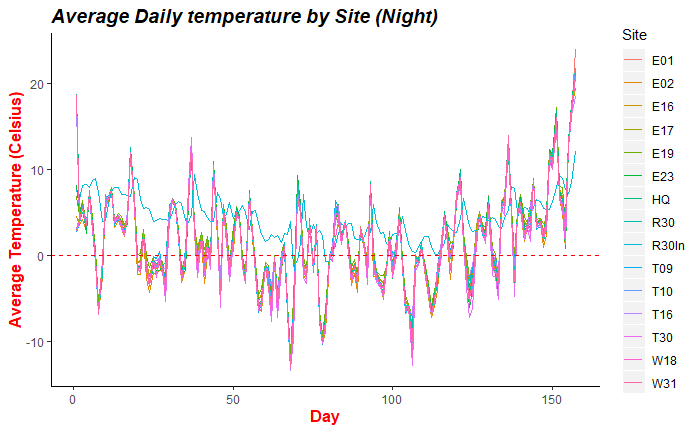 Average Daily temperature by Site (Night)
Average Temperature (Celsius)
20
10
0
-10
0
50
100
150
Day
Site
E01
E02
E16
E17
E19
E23
HQ
R30
R30In
T09
T10
T16
T30
W18
W31